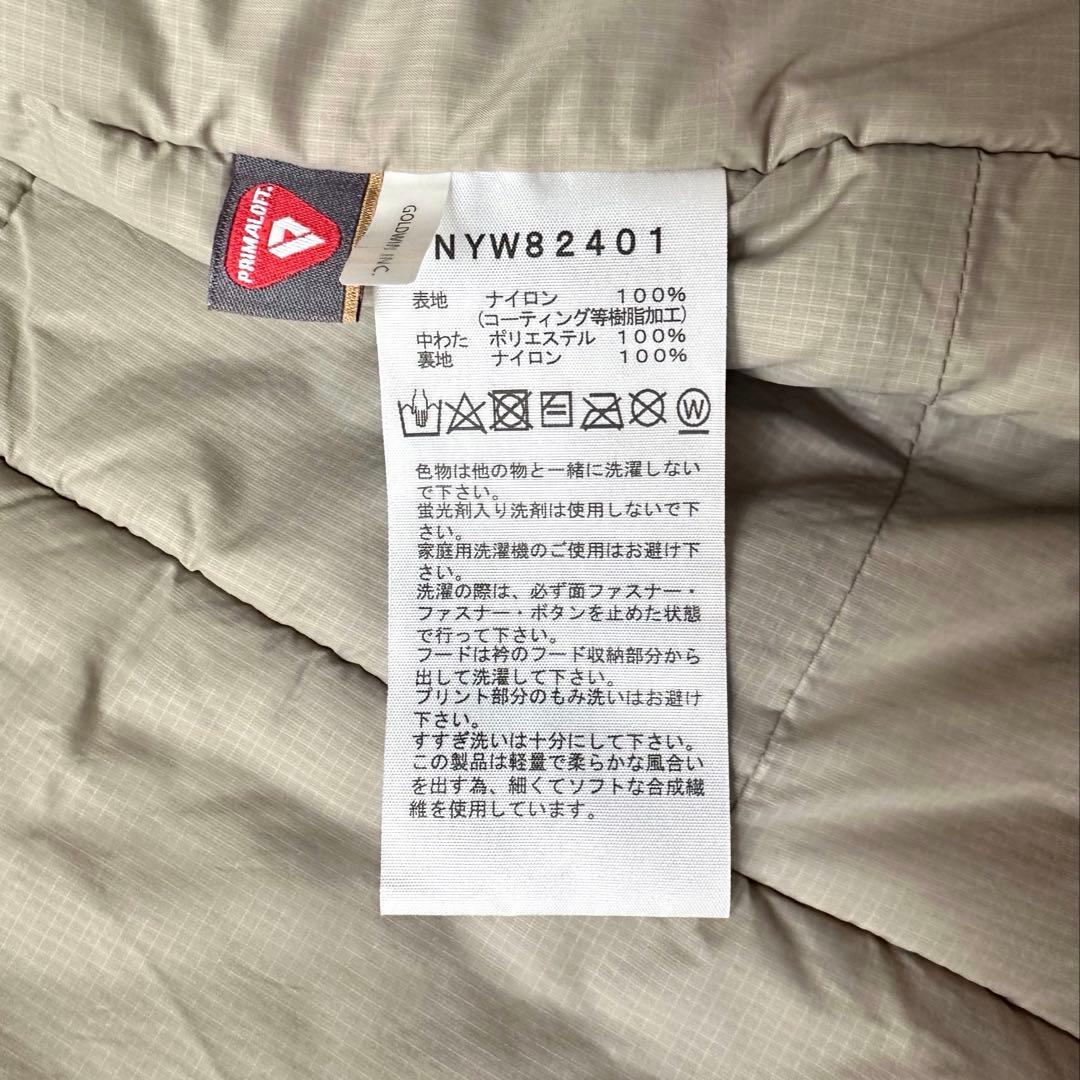 PRIMALOFT.
GOLDWIN INC.
NYW82401
表地 ナイロン 100%
(コーティング等樹脂加工)
中わた ポリエステル 100%
裏地 ナイロン 100%
W
色物は他の物と一緒に洗濯しない
で下さい。
蛍光剤入り洗剤は使用しないで下
さい。
家庭用洗濯機のご使用はお避け下
さい。
洗濯の際は、必ず面ファスナー・
ファスナー・ボタンを止めた状態
で行って下さい。
フードは衿のフード収納部分から
出して洗濯して下さい。
プリント部分のもみ洗いはお避け
下さい。
すすぎ洗いは十分にして下さい。
この製品は軽量で柔らかな風合い
を出す為、細くてソフトな合成繊
維を使用しています。